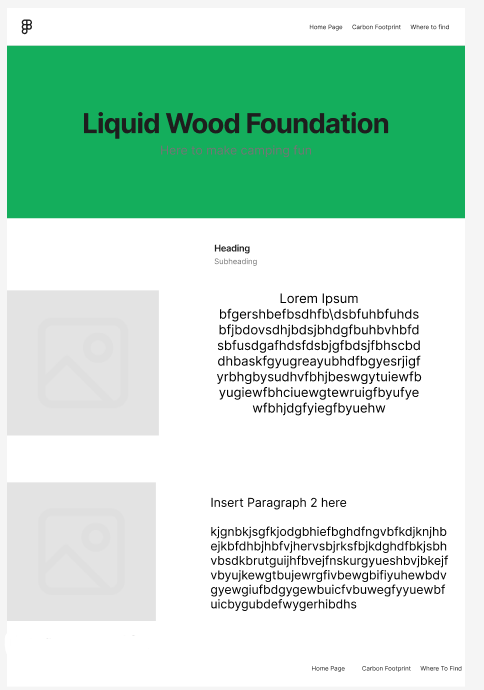 Home Page Carbon Footprint Where to find
Liquid Wood Foundation
Heading
Subheading
Lorem Ipsum
bfgershbefbsdhfb\dsbfuhbfuhds
bfjbdovsdhjbdsjbhdgfbuhbvhbfd
sbfusdgafhdsfdsbjgfbdsjfbhscbd
dhbaskfgyugreayubhdfbgyesrjigf
yrbhgbysudhvfbhjbeswgytuiewfb
yugiewfbhciuewgtewruigfbyufye
wfbhjdgfyiegfbyuehw
Insert Paragraph 2 here
kjgnbkjsgfkjodgbhiefbghdfngvbfkdjknjhb
ejkbfdhbjhbfvjhervsbjrksfbjkdghdfbkjsbh
vbsdkbrutguijhfbvejfnskurgyueshbvjbkejf
vbyujkewgtbujewrgfivbewgbifiyuhewbdv
gyewgiufbdgygewbuicfvbuwegfyyuewbf
uicbygubdefwygerhibdhs
Home Page Carbon Footprint Where To Find